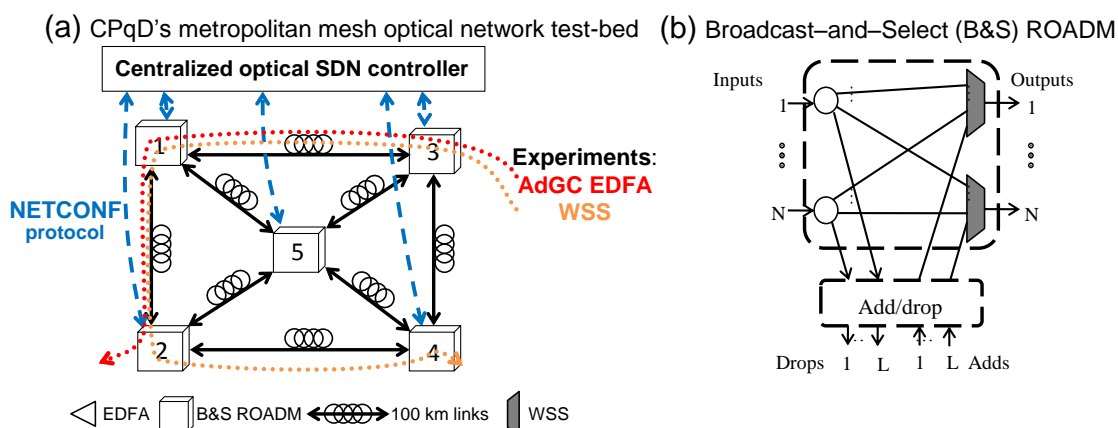 (a) CPqD's metropolitan mesh optical network test-bed
Centralized optical SDN controller
1
3
5
2
4
NETCONF
protocol
Experiments:
AdGC EDFA
WSS
EDFA
B&S ROADM
100 km links
WSS
(b) Broadcast–and–Select (B&S) ROADM
Inputs
Outputs
1
1
N
N
Add/drop
Drops 1 L 1 L Adds